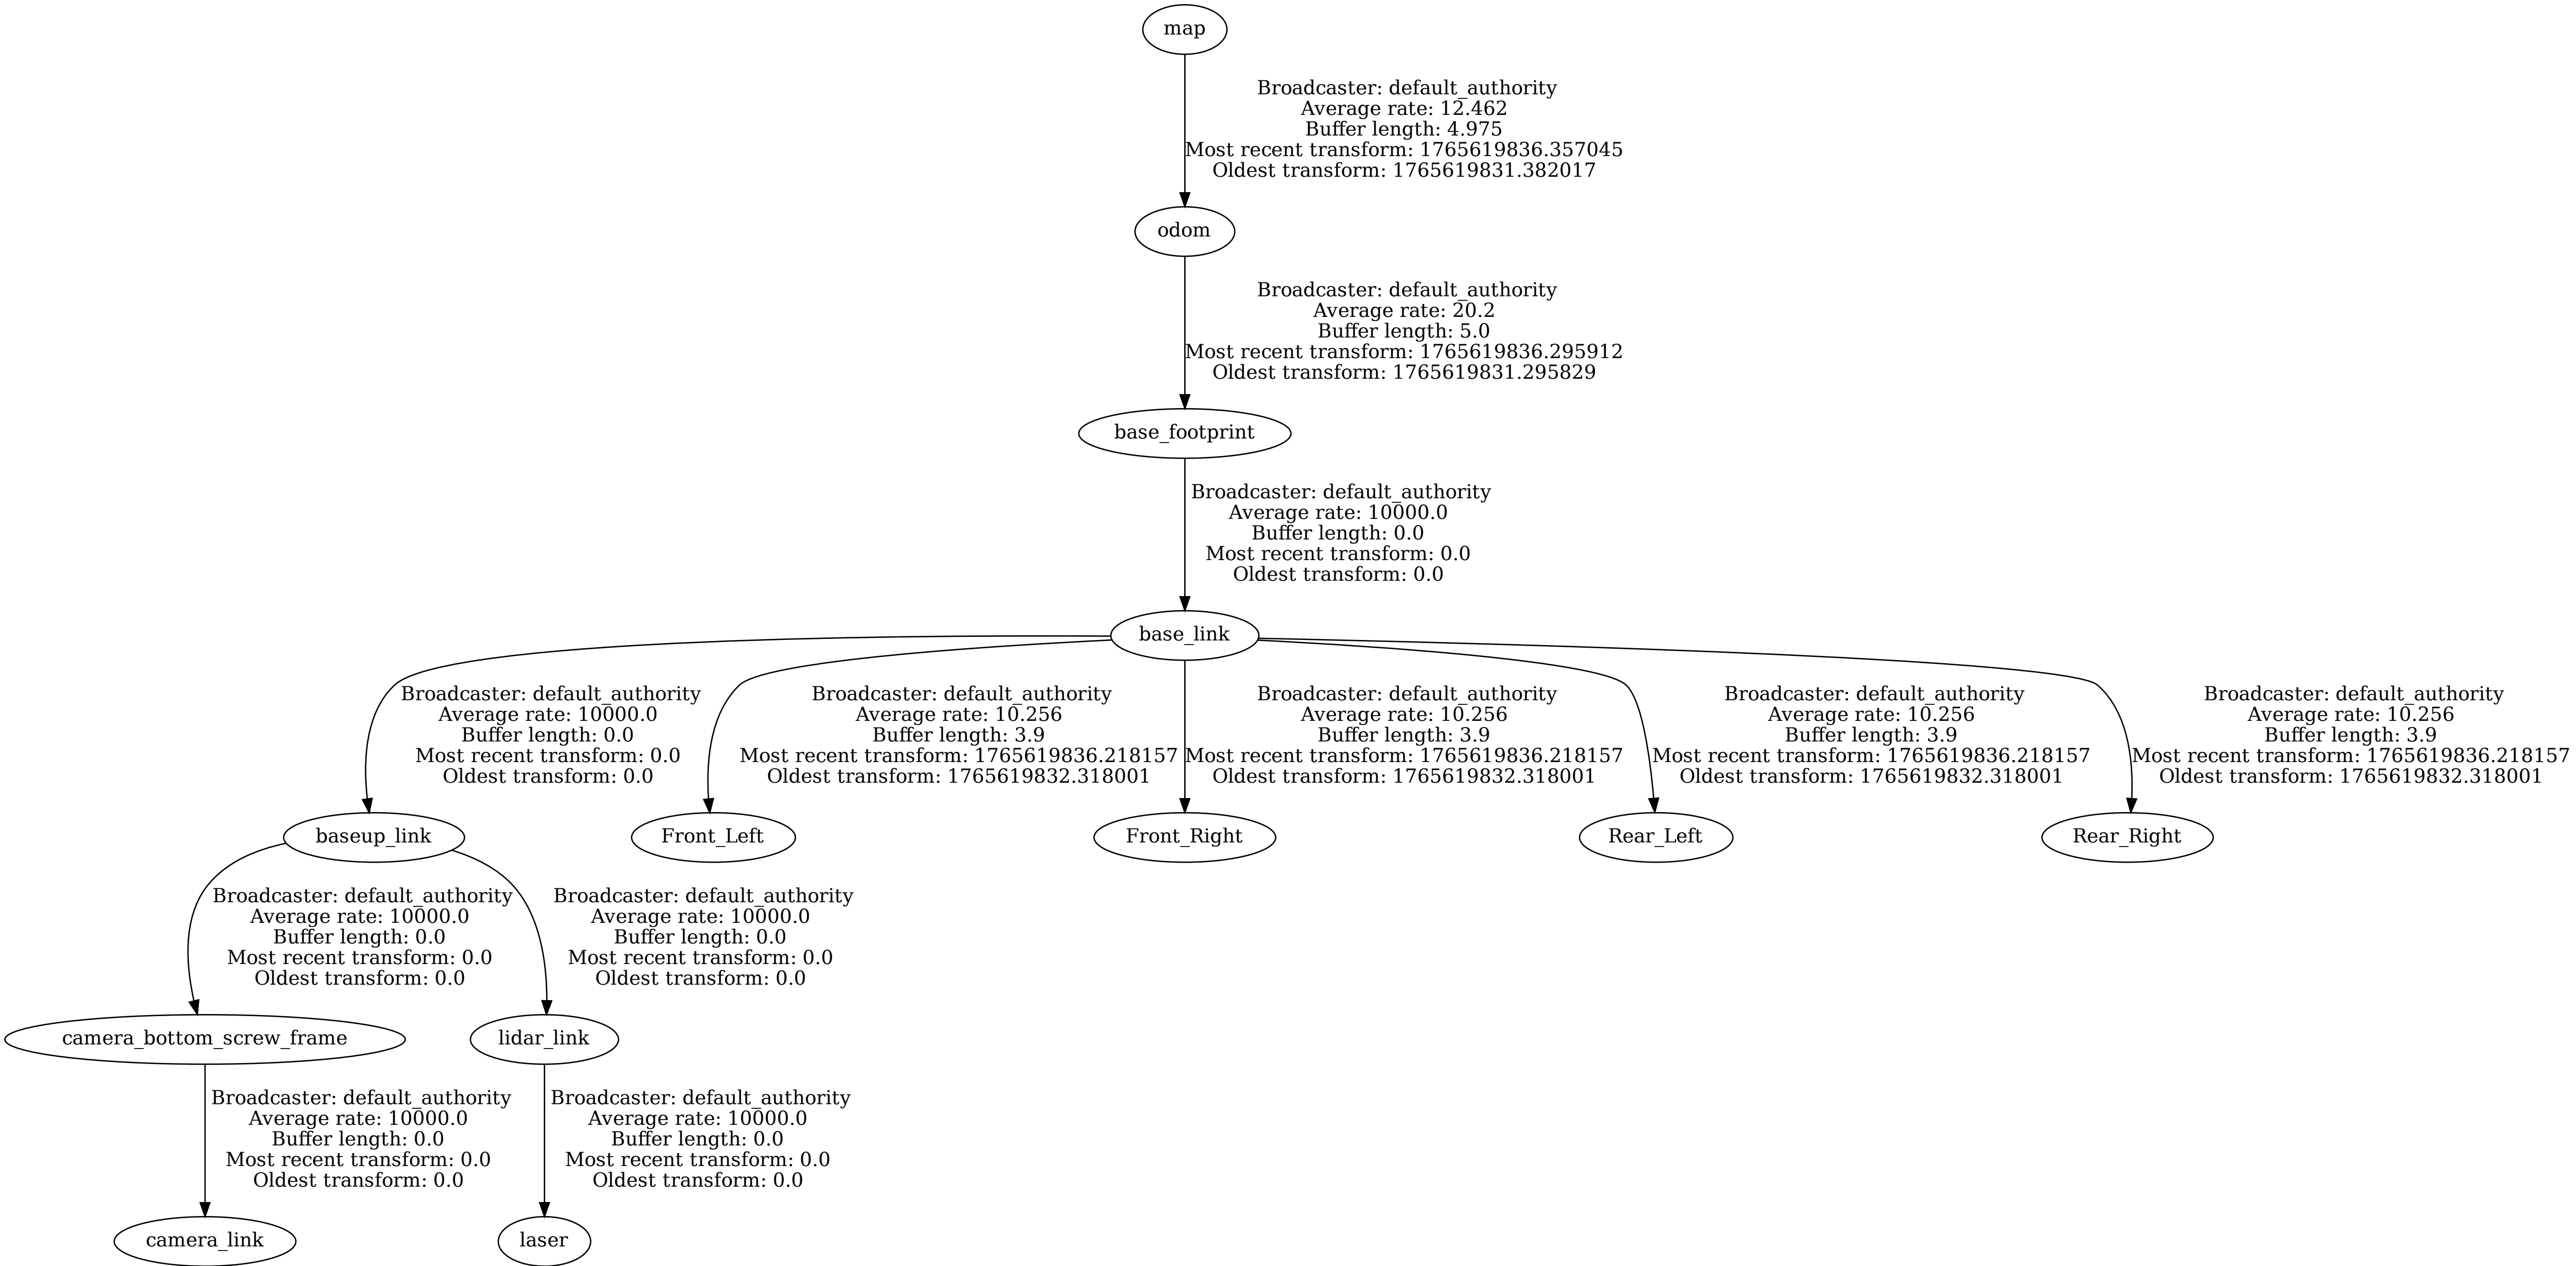 map
Broadcaster: default_authority
Average rate: 12.462
Buffer length: 4.975
Most recent transform: 1765619836.357045
Oldest transform: 1765619831.382017
odom
Broadcaster: default_authority
Average rate: 20.2
Buffer length: 5.0
Most recent transform: 1765619836.295912
Oldest transform: 1765619831.295829
base_footprint
Broadcaster: default_authority
Average rate: 10000.0
Buffer length: 0.0
Most recent transform: 0.0
Oldest transform: 0.0
base_link
Broadcaster: default_authority
Average rate: 10000.0
Buffer length: 0.0
Most recent transform: 0.0
Oldest transform: 0.0
Broadcaster: default_authority
Average rate: 10.256
Buffer length: 3.9
Most recent transform: 1765619836.218157
Oldest transform: 1765619832.318001
Broadcaster: default_authority
Average rate: 10.256
Buffer length: 3.9
Most recent transform: 1765619836.218157
Oldest transform: 1765619832.318001
Broadcaster: default_authority
Average rate: 10.256
Buffer length: 3.9
Most recent transform: 1765619836.218157
Oldest transform: 1765619832.318001
Broadcaster: default_authority
Average rate: 10.256
Buffer length: 3.9
Most recent transform: 1765619836.218157
Oldest transform: 1765619832.318001
baseup_link
Front_Left
Front_Right
Rear_Left
Rear_Right
Broadcaster: default_authority
Average rate: 10000.0
Buffer length: 0.0
Most recent transform: 0.0
Oldest transform: 0.0
Broadcaster: default_authority
Average rate: 10000.0
Buffer length: 0.0
Most recent transform: 0.0
Oldest transform: 0.0
camera_bottom_screw_frame
lidar_link
Broadcaster: default_authority
Average rate: 10000.0
Buffer length: 0.0
Most recent transform: 0.0
Oldest transform: 0.0
Broadcaster: default_authority
Average rate: 10000.0
Buffer length: 0.0
Most recent transform: 0.0
Oldest transform: 0.0
camera_link
laser